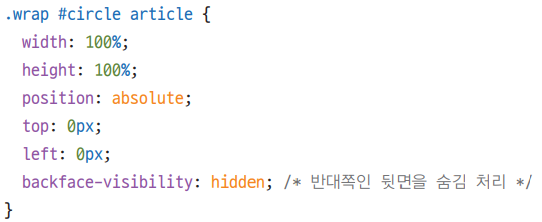 .wrap #circle article {
  width: 100%;
  height: 100%;
  position: absolute;
  top: 0px;
  left: 0px;
  backface-visibility: hidden; /* 반대쪽인 뒷면을 숨김 처리 */
}